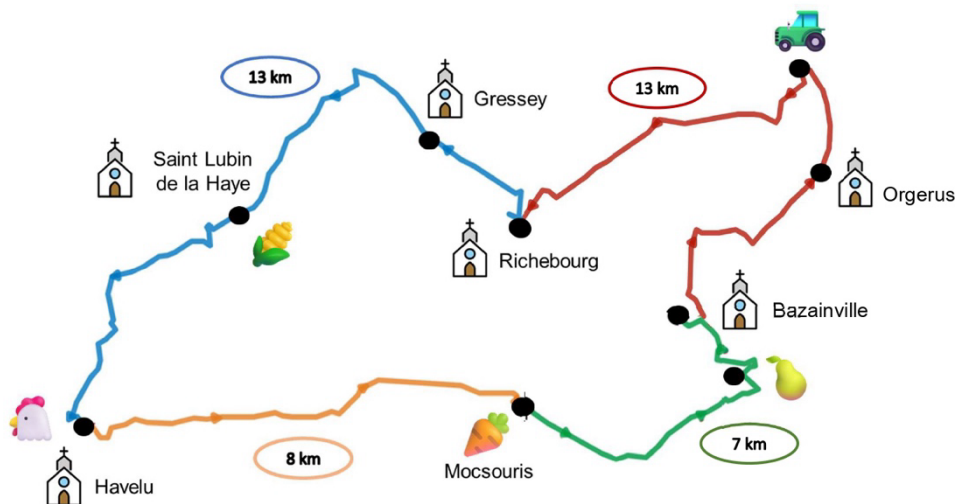 13 km
Gressey
13 km
Saint Lubin
de la Haye
Orgerus
Richebourg
Bazainville
8 km
Mocsouris
7 km
Havelu